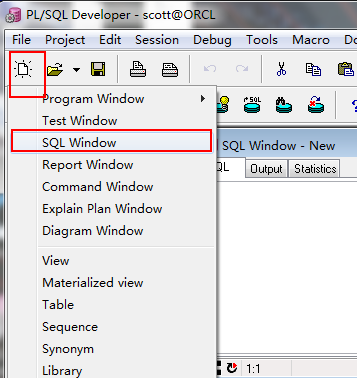 PL/SQL Developer - scott@ORCL
File Project Edit Session Debug Tools Macro Do
SQL
Program Window
Test Window
SQL Window
Report Window
Command Window
Explain Plan Window
Diagram Window
View
Materialized view
Table
Sequence
Synonym
Library
SQL Window - New
QL Output Statistics
1:1